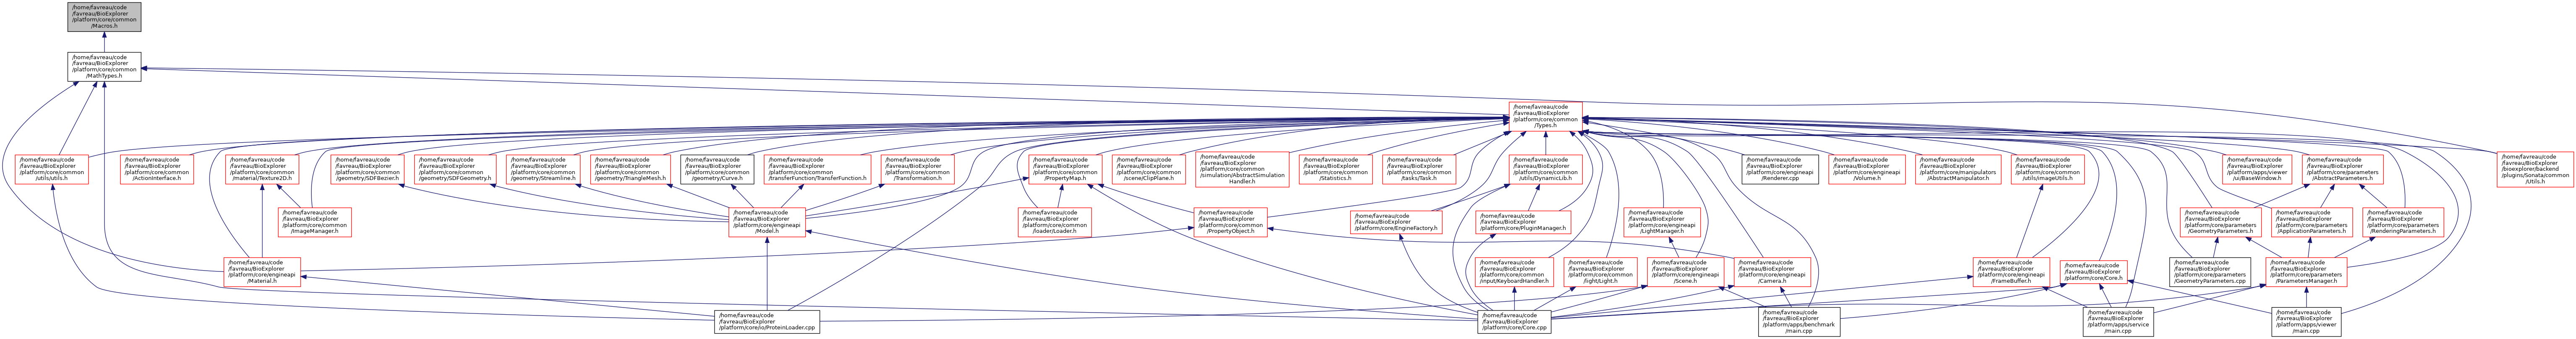 /home/favreau/code
/favreau/BioExplorer
/platform/core/common
/Macros.h
/home/favreau/code
/favreau/BioExplorer
/platform/core/common
/MathTypes.h
/home/favreau/code
/favreau/BioExplorer
/platform/core/common
/Types.h
/home/favreau/code
/favreau/BioExplorer
/platform/core/common
/utils/utils.h
/home/favreau/code
/favreau/BioExplorer
/platform/core/common
/ActionInterface.h
/home/favreau/code
/favreau/BioExplorer
/platform/core/common
/material/Texture2D.h
/home/favreau/code
/favreau/BioExplorer
/platform/core/common
/geometry/SDFBezier.h
/home/favreau/code
/favreau/BioExplorer
/platform/core/common
/geometry/SDFGeometry.h
/home/favreau/code
/favreau/BioExplorer
/platform/core/common
/geometry/Streamline.h
/home/favreau/code
/favreau/BioExplorer
/platform/core/common
/geometry/TriangleMesh.h
/home/favreau/code
/favreau/BioExplorer
/platform/core/common
/geometry/Curve.h
/home/favreau/code
/favreau/BioExplorer
/platform/core/common
/transferFunction/TransferFunction.h
/home/favreau/code
/favreau/BioExplorer
/platform/core/common
/Transformation.h
/home/favreau/code
/favreau/BioExplorer
/platform/core/common
/PropertyMap.h
/home/favreau/code
/favreau/BioExplorer
/platform/core/common
/scene/ClipPlane.h
/home/favreau/code
/favreau/BioExplorer
/platform/core/common
/simulation/AbstractSimulation
Handler.h
/home/favreau/code
/favreau/BioExplorer
/platform/core/common
/Statistics.h
/home/favreau/code
/favreau/BioExplorer
/platform/core/common
/tasks/Task.h
/home/favreau/code
/favreau/BioExplorer
/platform/core/common
/utils/DynamicLib.h
/home/favreau/code
/favreau/BioExplorer
/platform/core/engineapi
/Renderer.cpp
/home/favreau/code
/favreau/BioExplorer
/platform/core/engineapi
/Volume.h
/home/favreau/code
/favreau/BioExplorer
/platform/core/manipulators
/AbstractManipulator.h
/home/favreau/code
/favreau/BioExplorer
/platform/core/common
/utils/imageUtils.h
/home/favreau/code
/favreau/BioExplorer
/platform/apps/viewer
/ui/BaseWindow.h
/home/favreau/code
/favreau/BioExplorer
/platform/core/parameters
/AbstractParameters.h
/home/favreau/code
/favreau/BioExplorer
/bioexplorer/backend
/plugins/Sonata/common
/Utils.h
/home/favreau/code
/favreau/BioExplorer
/platform/core/common
/ImageManager.h
/home/favreau/code
/favreau/BioExplorer
/platform/core/engineapi
/Model.h
/home/favreau/code
/favreau/BioExplorer
/platform/core/common
/loader/Loader.h
/home/favreau/code
/favreau/BioExplorer
/platform/core/common
/PropertyObject.h
/home/favreau/code
/favreau/BioExplorer
/platform/core/EngineFactory.h
/home/favreau/code
/favreau/BioExplorer
/platform/core/PluginManager.h
/home/favreau/code
/favreau/BioExplorer
/platform/core/engineapi
/LightManager.h
/home/favreau/code
/favreau/BioExplorer
/platform/core/parameters
/GeometryParameters.h
/home/favreau/code
/favreau/BioExplorer
/platform/core/parameters
/ApplicationParameters.h
/home/favreau/code
/favreau/BioExplorer
/platform/core/parameters
/RenderingParameters.h
/home/favreau/code
/favreau/BioExplorer
/platform/core/engineapi
/Material.h
/home/favreau/code
/favreau/BioExplorer
/platform/core/common
/input/KeyboardHandler.h
/home/favreau/code
/favreau/BioExplorer
/platform/core/common
/light/Light.h
/home/favreau/code
/favreau/BioExplorer
/platform/core/engineapi
/Scene.h
/home/favreau/code
/favreau/BioExplorer
/platform/core/engineapi
/Camera.h
/home/favreau/code
/favreau/BioExplorer
/platform/core/engineapi
/FrameBuffer.h
/home/favreau/code
/favreau/BioExplorer
/platform/core/Core.h
/home/favreau/code
/favreau/BioExplorer
/platform/core/parameters
/GeometryParameters.cpp
/home/favreau/code
/favreau/BioExplorer
/platform/core/parameters
/ParametersManager.h
/home/favreau/code
/favreau/BioExplorer
/platform/core/io/ProteinLoader.cpp
/home/favreau/code
/favreau/BioExplorer
/platform/core/Core.cpp
/home/favreau/code
/favreau/BioExplorer
/platform/apps/benchmark
/main.cpp
/home/favreau/code
/favreau/BioExplorer
/platform/apps/service
/main.cpp
/home/favreau/code
/favreau/BioExplorer
/platform/apps/viewer
/main.cpp